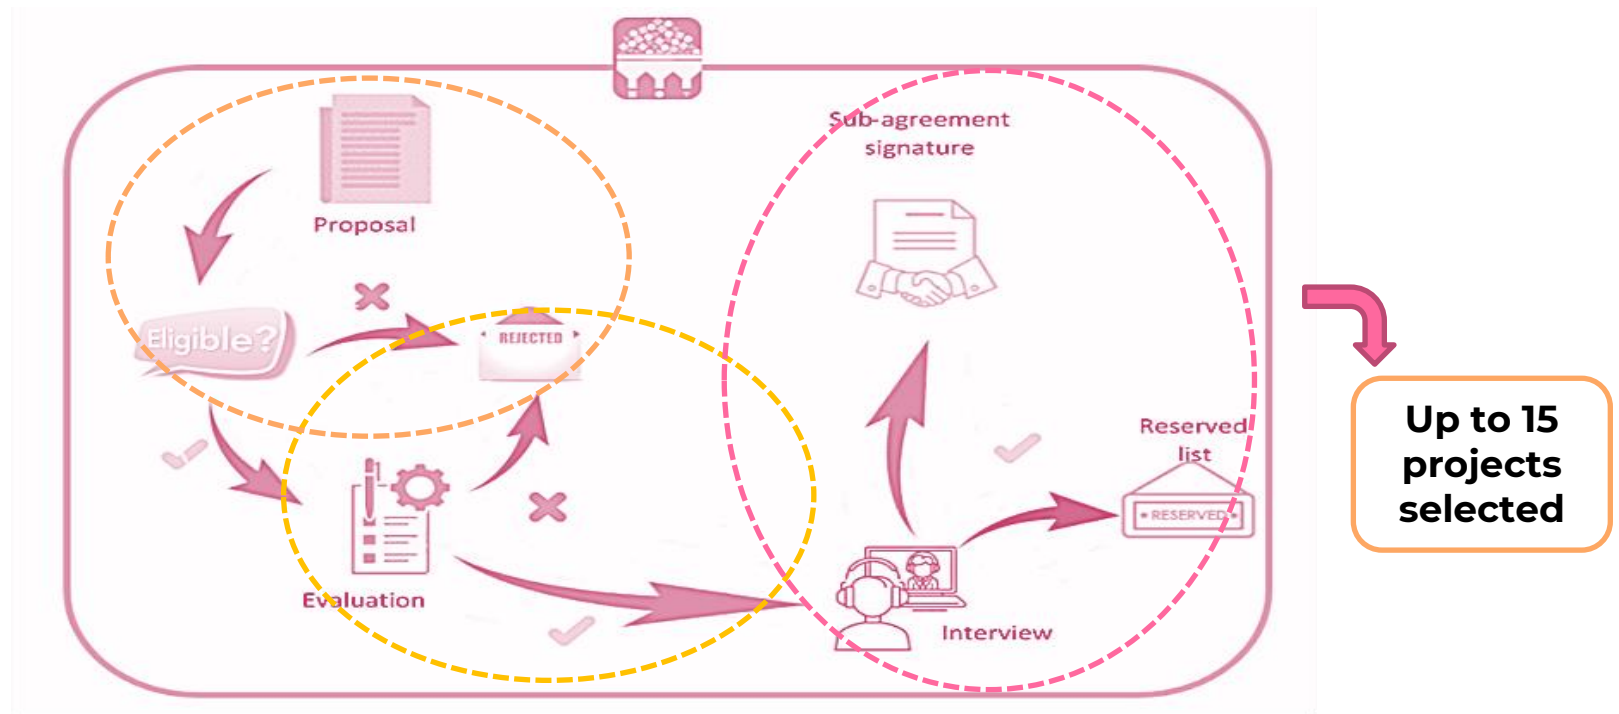 Proposal
Eligible?
REJECTED
Evaluation
Sub-agreement
signature
Interview
Reserved
list
• RESERVED •
Up to 15
projects
selected